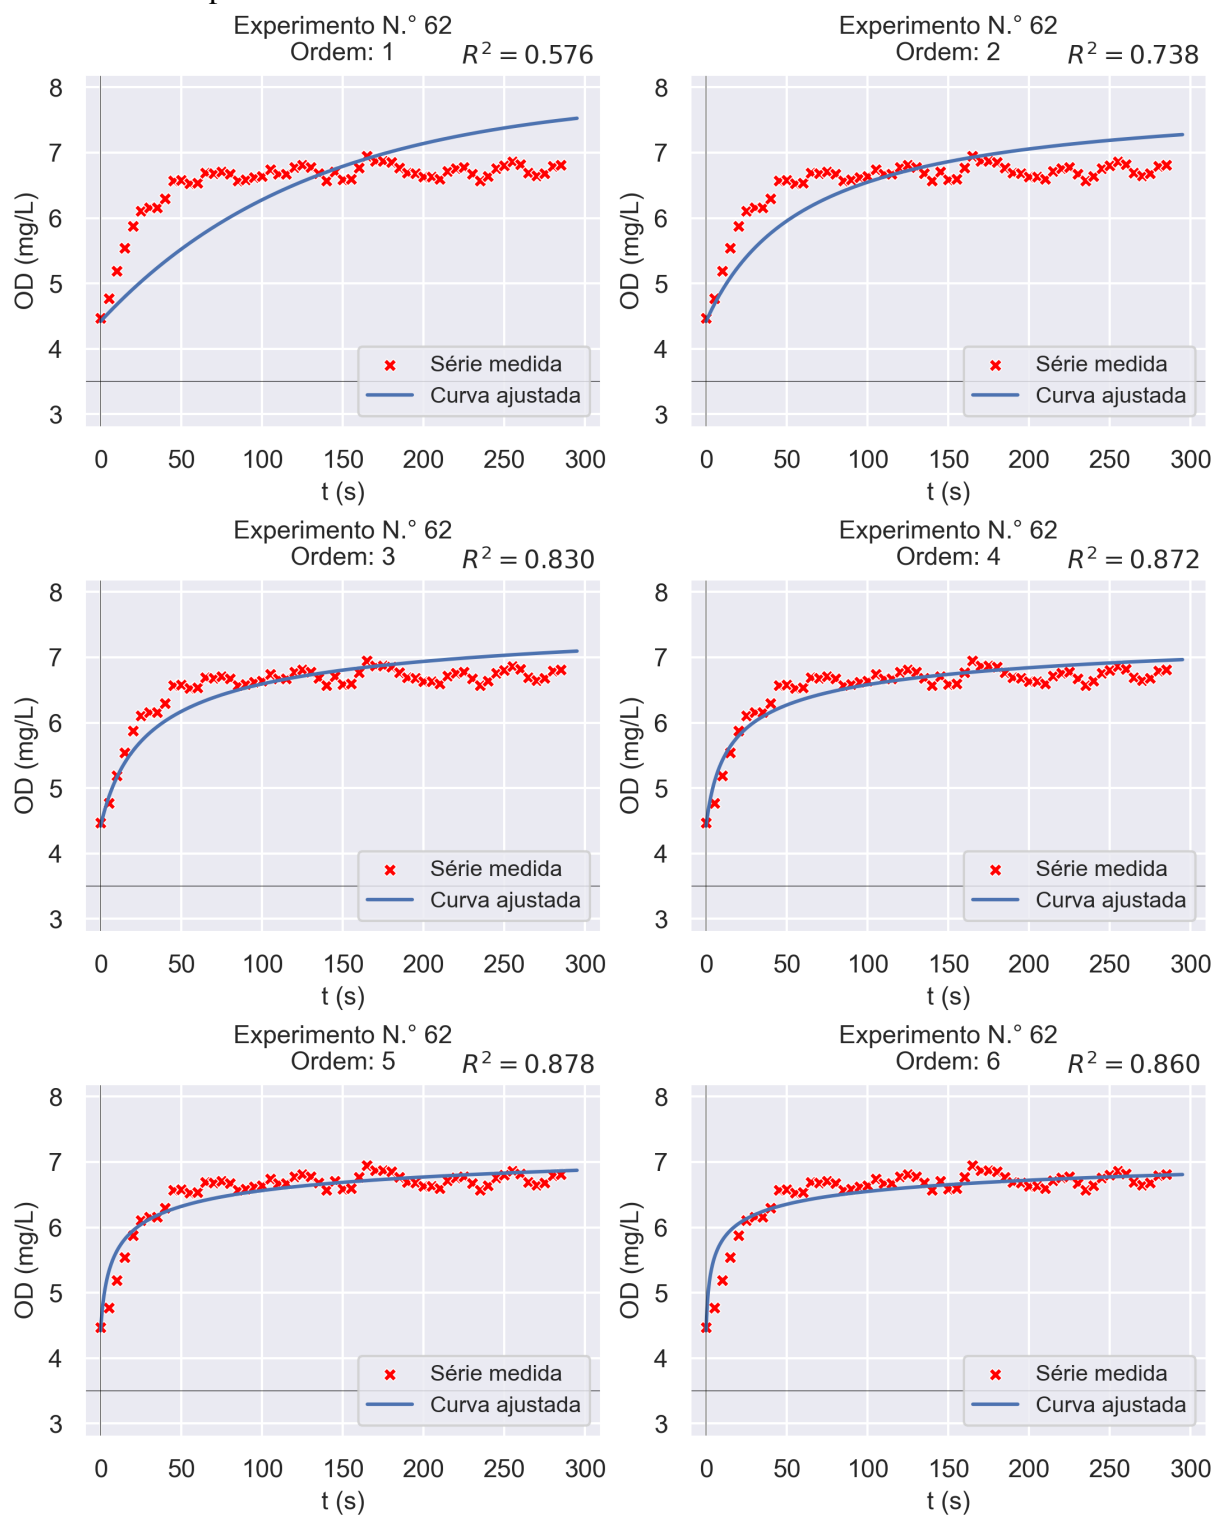 Experimento N.° 62
Ordem: 1 R² = 0.576
8
7
6
5
4
3
OD (mg/L)
Série medida
Curva ajustada
0 50 100 150 200 250 300
t (s)
Experimento N.° 62
Ordem: 2 R² = 0.738
8
7
6
5
4
3
OD (mg/L)
Série medida
Curva ajustada
0 50 100 150 200 250 300
t (s)
Experimento N.° 62
Ordem: 3 R² = 0.830
8
7
6
5
4
3
OD (mg/L)
Série medida
Curva ajustada
0 50 100 150 200 250 300
t (s)
Experimento N.° 62
Ordem: 4 R² = 0.872
8
7
6
5
4
3
OD (mg/L)
Série medida
Curva ajustada
0 50 100 150 200 250 300
t (s)
Experimento N.° 62
Ordem: 5 R² = 0.878
8
7
6
5
4
3
OD (mg/L)
Série medida
Curva ajustada
0 50 100 150 200 250 300
t (s)
Experimento N.° 62
Ordem: 6 R² = 0.860
8
7
6
5
4
3
OD (mg/L)
Série medida
Curva ajustada
0 50 100 150 200 250 300
t (s)